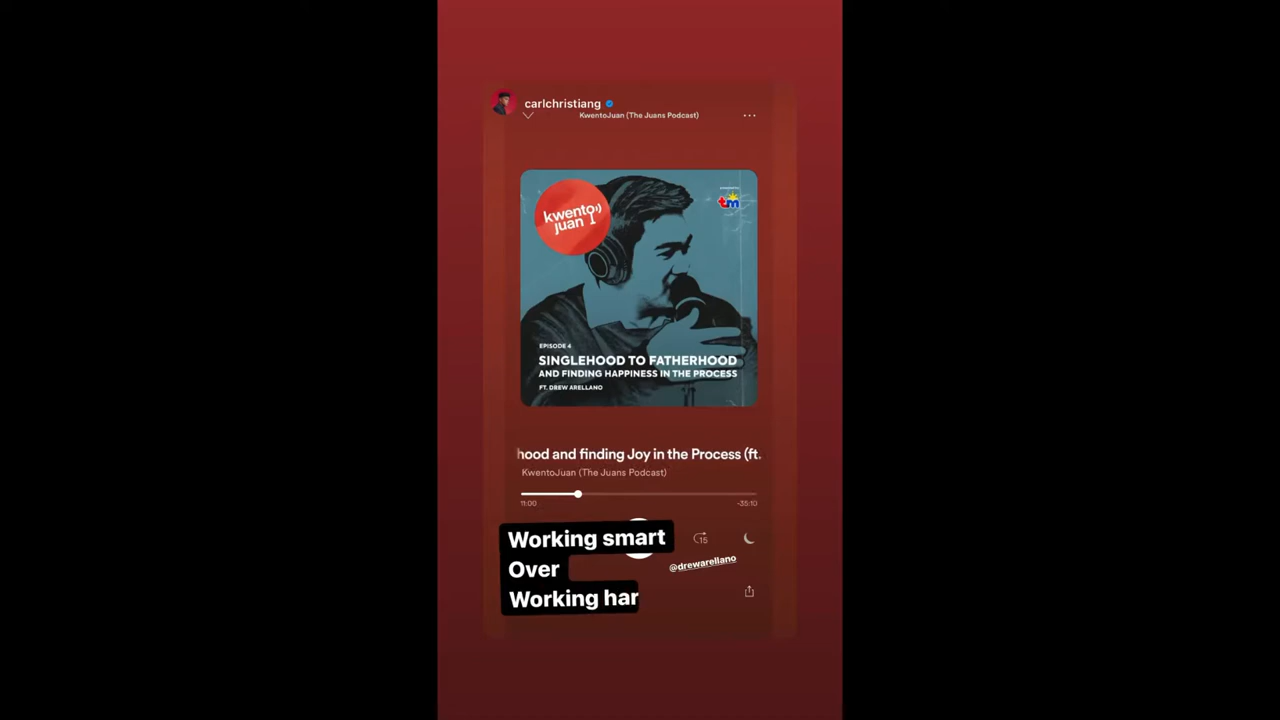 carlchristiang
KwentoJuan (The Juans Podcast)
kwento
juan
tm
EPISODE 4
SINGLEHOOD TO FATHERHOOD
AND FINDING HAPPINESS IN THE PROCESS
FT. DREW ARELLANO
hood and finding Joy in the Process (ft.
KwentoJuan (The Juans Podcast)
11:00
-35:10
Working smart
Over
Working har
15
@drewarellano